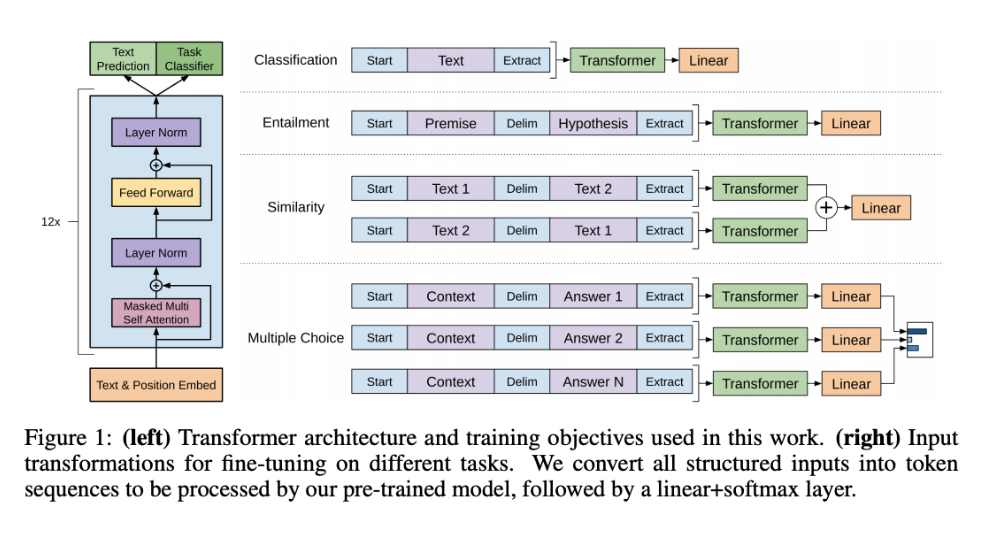 Text
Prediction
Task
Classifier
12x
Layer Norm
+
Feed Forward
Layer Norm
+
Masked Multi
Self Attention
Text & Position Embed
Classification
Start Text Extract Transformer Linear
Entailment
Start Premise Delim Hypothesis Extract Transformer Linear
Similarity
Start Text 1 Delim Text 2 Extract Transformer
+ Linear
Start Text 2 Delim Text 1 Extract Transformer
Multiple Choice
Start Context Delim Answer 1 Extract Transformer Linear
Start Context Delim Answer 2 Extract Transformer Linear
Start Context Delim Answer N Extract Transformer Linear
Figure 1: (left) Transformer architecture and training objectives used in this work. (right) Input
transformations for fine-tuning on different tasks. We convert all structured inputs into token
sequences to be processed by our pre-trained model, followed by a linear+softmax layer.